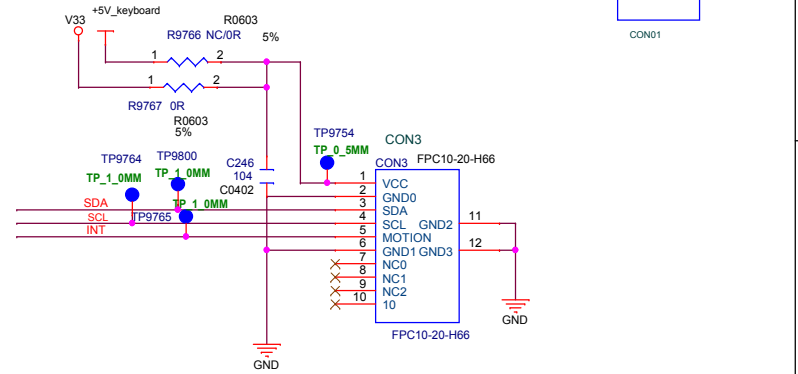 +5V_keyboard
V33
R0603
R9766 NC/0R
5%
1
2
1
2
R9767 0R
R0603
5%
CON01
TP9764
TP9800
TP_1_0MM
TP_1_0MM
TP_1_0MM
TP9765
C246
104
C0402
TP9754
TP_0_5MM
CON3
CON3
FPC10-20-H66
SDA
SCL
INT
1 VCC
2 GND0
3 SDA
4 SCL GND2 11
5 MOTION
6 GND1 GND3 12
7 NC0
8 NC1
9 NC2
10 10
FPC10-20-H66
GND
GND